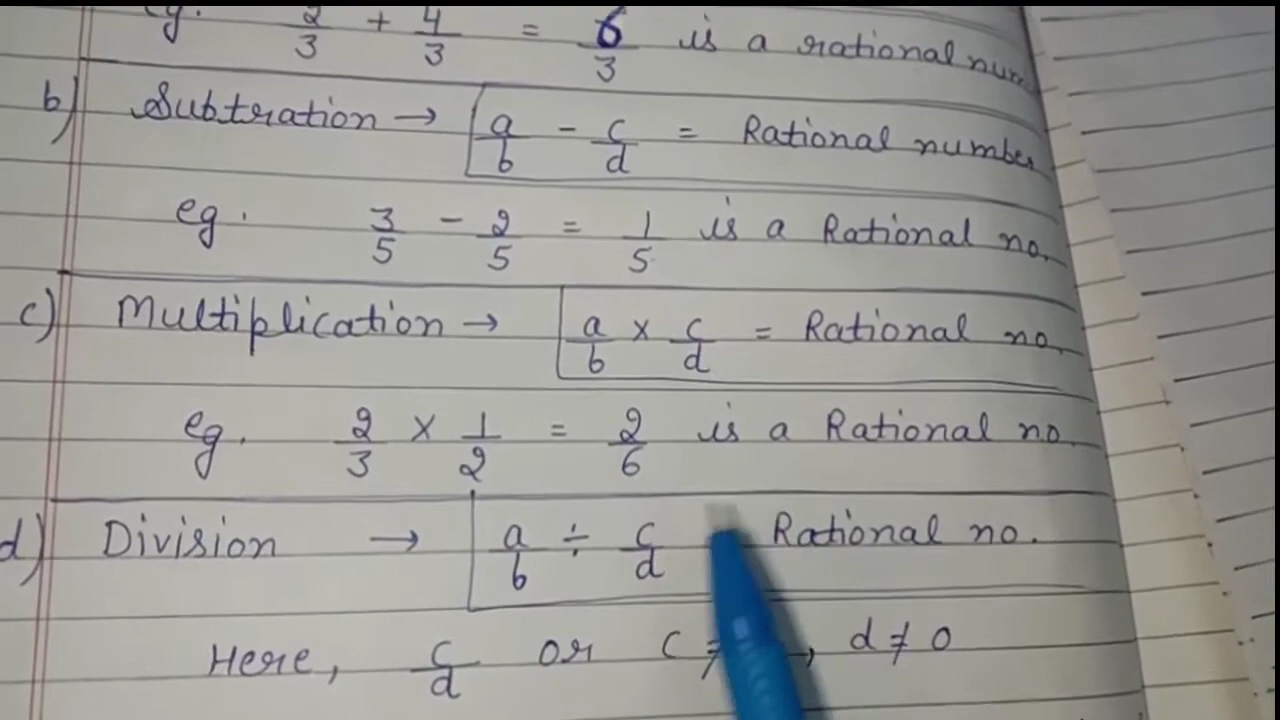 eg. 2/3 + 4/3 = 6/3 is a rational num
b) Subtration → a/b - c/d = Rational number
eg. 3/5 - 2/5 = 1/5 is a Rational no.
c) Multiplication → a/b x c/d = Rational no.
eg. 2/3 x 1/2 = 2/6 is a Rational no.
d) Division → a/b ÷ c/d Rational no.
Here, c/d or c ≠ , d ≠ 0